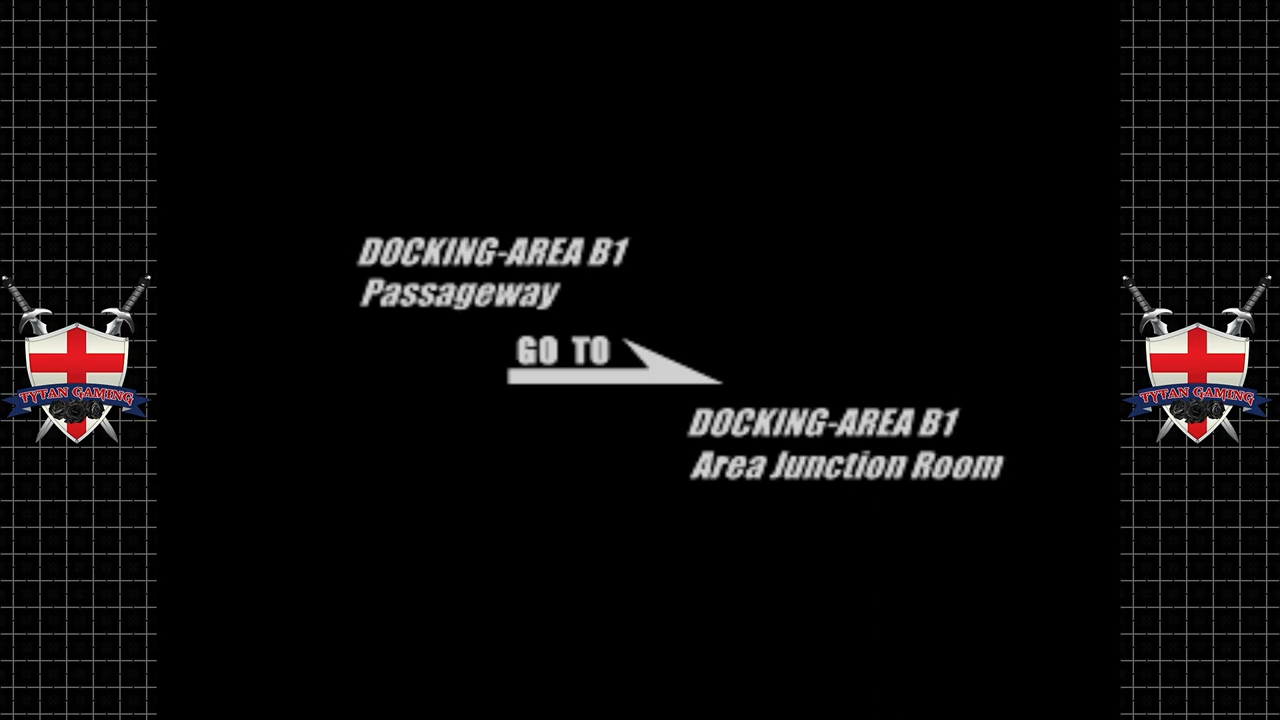 DOCKING-AREA B1
Passageway
GO TO
DOCKING-AREA B1
Area Junction Room
TYTAN GAMING
TYTAN GAMING